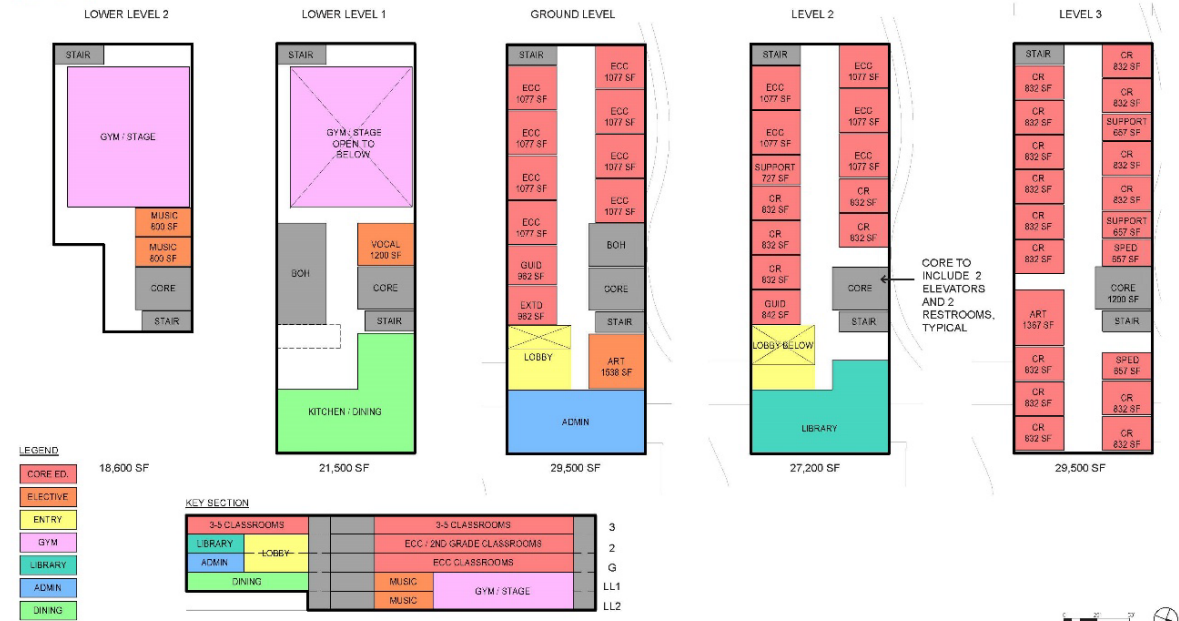 LOWER LEVEL 2
STAIR
GYM / STAGE
MUSIC
800 SF
MUSIC
800 SF
CORE
STAIR
18,600 SF
LOWER LEVEL 1
STAIR
GYM / STAGE
OPEN TO
BELOW
BOH
VOCAL
1200 SF
CORE
STAIR
KITCHEN / DINING
21,500 SF
GROUND LEVEL
STAIR
ECC
1077 SF
ECC
1077 SF
ECC
1077 SF
ECC
1077 SF
GUID
962 SF
EXTD
962 SF
LOBBY
ECC
1077 SF
ECC
1077 SF
ECC
1077 SF
ECC
1077 SF
BOH
CORE
STAIR
ART
1538 SF
ADMIN
29,500 SF
LEVEL 2
STAIR
ECC
1077 SF
ECC
1077 SF
SUPPORT
727 SF
CR
832 SF
CR
832 SF
CR
832 SF
GUID
842 SF
LOBBY BELOW
ECC
1077 SF
ECC
1077 SF
ECC
1077 SF
CR
832 SF
CR
832 SF
CORE
STAIR
LIBRARY
27,200 SF
CORE TO
INCLUDE 2
ELEVATORS
AND 2
RESTROOMS,
TYPICAL
LEVEL 3
STAIR
CR
832 SF
CR
832 SF
CR
832 SF
CR
832 SF
CR
832 SF
CR
832 SF
ART
1367 SF
CR
832 SF
CR
832 SF
CR
832 SF
CR
832 SF
CR
832 SF
SUPPORT
657 SF
CR
832 SF
CR
832 SF
SUPPORT
657 SF
SPED
657 SF
CORE
1200 SF
STAIR
SPED
657 SF
CR
832 SF
CR
832 SF
29,500 SF
LEGEND
CORE ED.
ELECTIVE
ENTRY
GYM
LIBRARY
ADMIN
DINING
KEY SECTION
3-5 CLASSROOMS
3-5 CLASSROOMS
3
LIBRARY
LOBBY
ECC / 2ND GRADE CLASSROOMS
2
ADMIN
ECC CLASSROOMS
G
DINING
MUSIC
GYM / STAGE
LL1
MUSIC
LL2